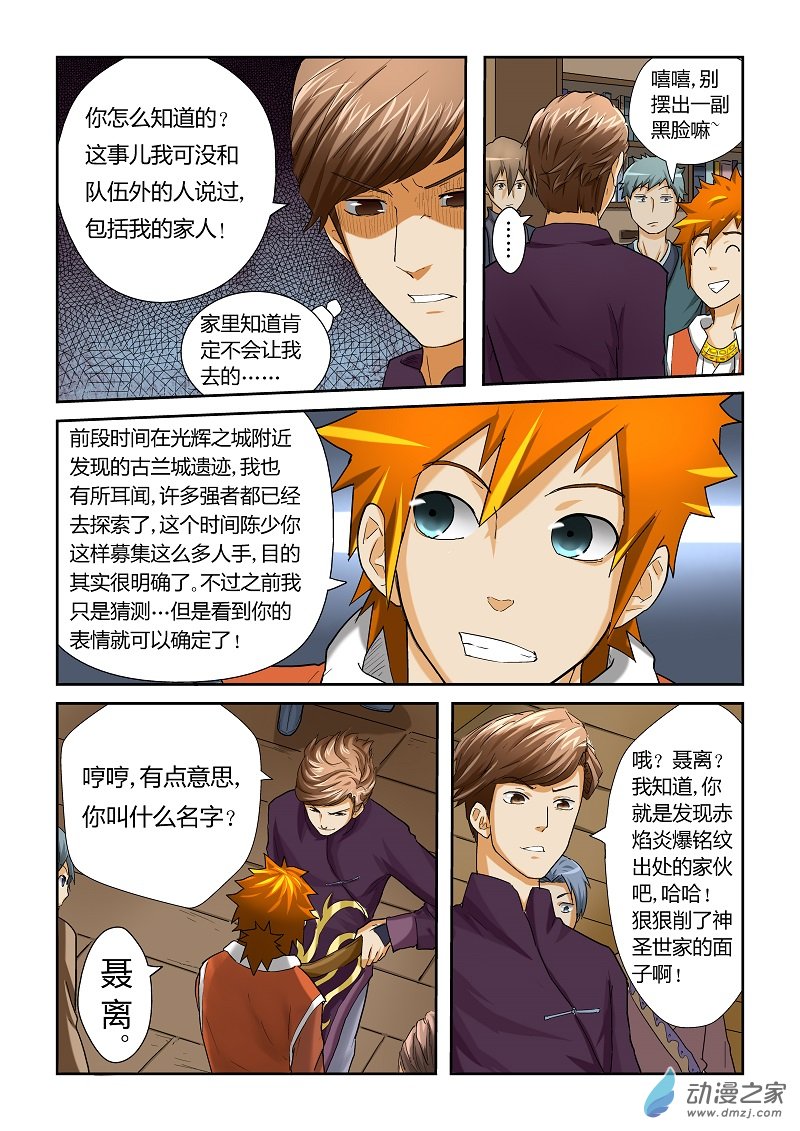 你怎么知道的？
这事儿我可没和
队伍外的人说过,
包括我的家人！
家里知道肯
定不会让我
去的……
嘻嘻,别
摆出一副
黑脸嘛~
……
前段时间在光辉之城附近
发现的古兰城遗迹,我也
有所耳闻,许多强者都已经
去探索了,这个时间陈少你
这样募集这么多人手,目的
其实很明确了。不过之前我
只是猜测…但是看到你的
表情就可以确定了！
哼哼,有点意思,
你叫什么名字？
聂
离。
哦？聂离？
我知道,你
就是发现赤
焰炎爆铭纹
出处的家伙
吧,哈哈！
狠狠削了神
圣世家的面
子啊！
动漫之家
www.dmzj.com